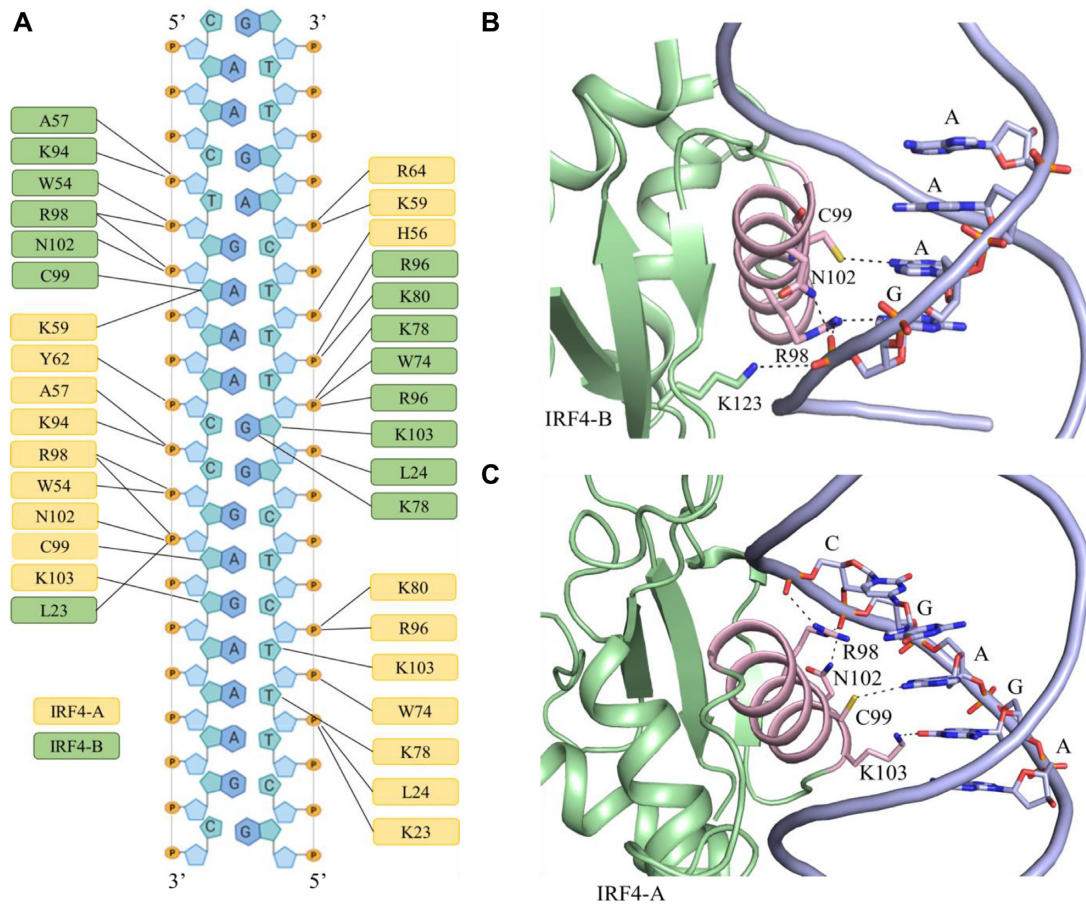 A
5’ 3’
C G
P P
A T
P P
A T
P P
C G
P P
T A
P P
G C
P P
A T
P P
A T
P P
A T
P P
C G
P P
C G
P P
G C
P P
A T
P P
G C
P P
A T
P P
A T
P P
A T
P P
G C
P P
C G
P P
3’ 5’
A57
K94
W54
R98
N102
C99
K59
Y62
A57
K94
R98
W54
N102
C99
K103
L23
R64
K59
H56
R96
K80
K78
W74
R96
K103
L24
K78
K80
R96
K103
W74
K78
L24
K23
IRF4-A
IRF4-B
B
A
A
C99
A
N102
G
R98
K123
IRF4-B
C
C
G
R98
N102
A
C99
G
K103
A
IRF4-A